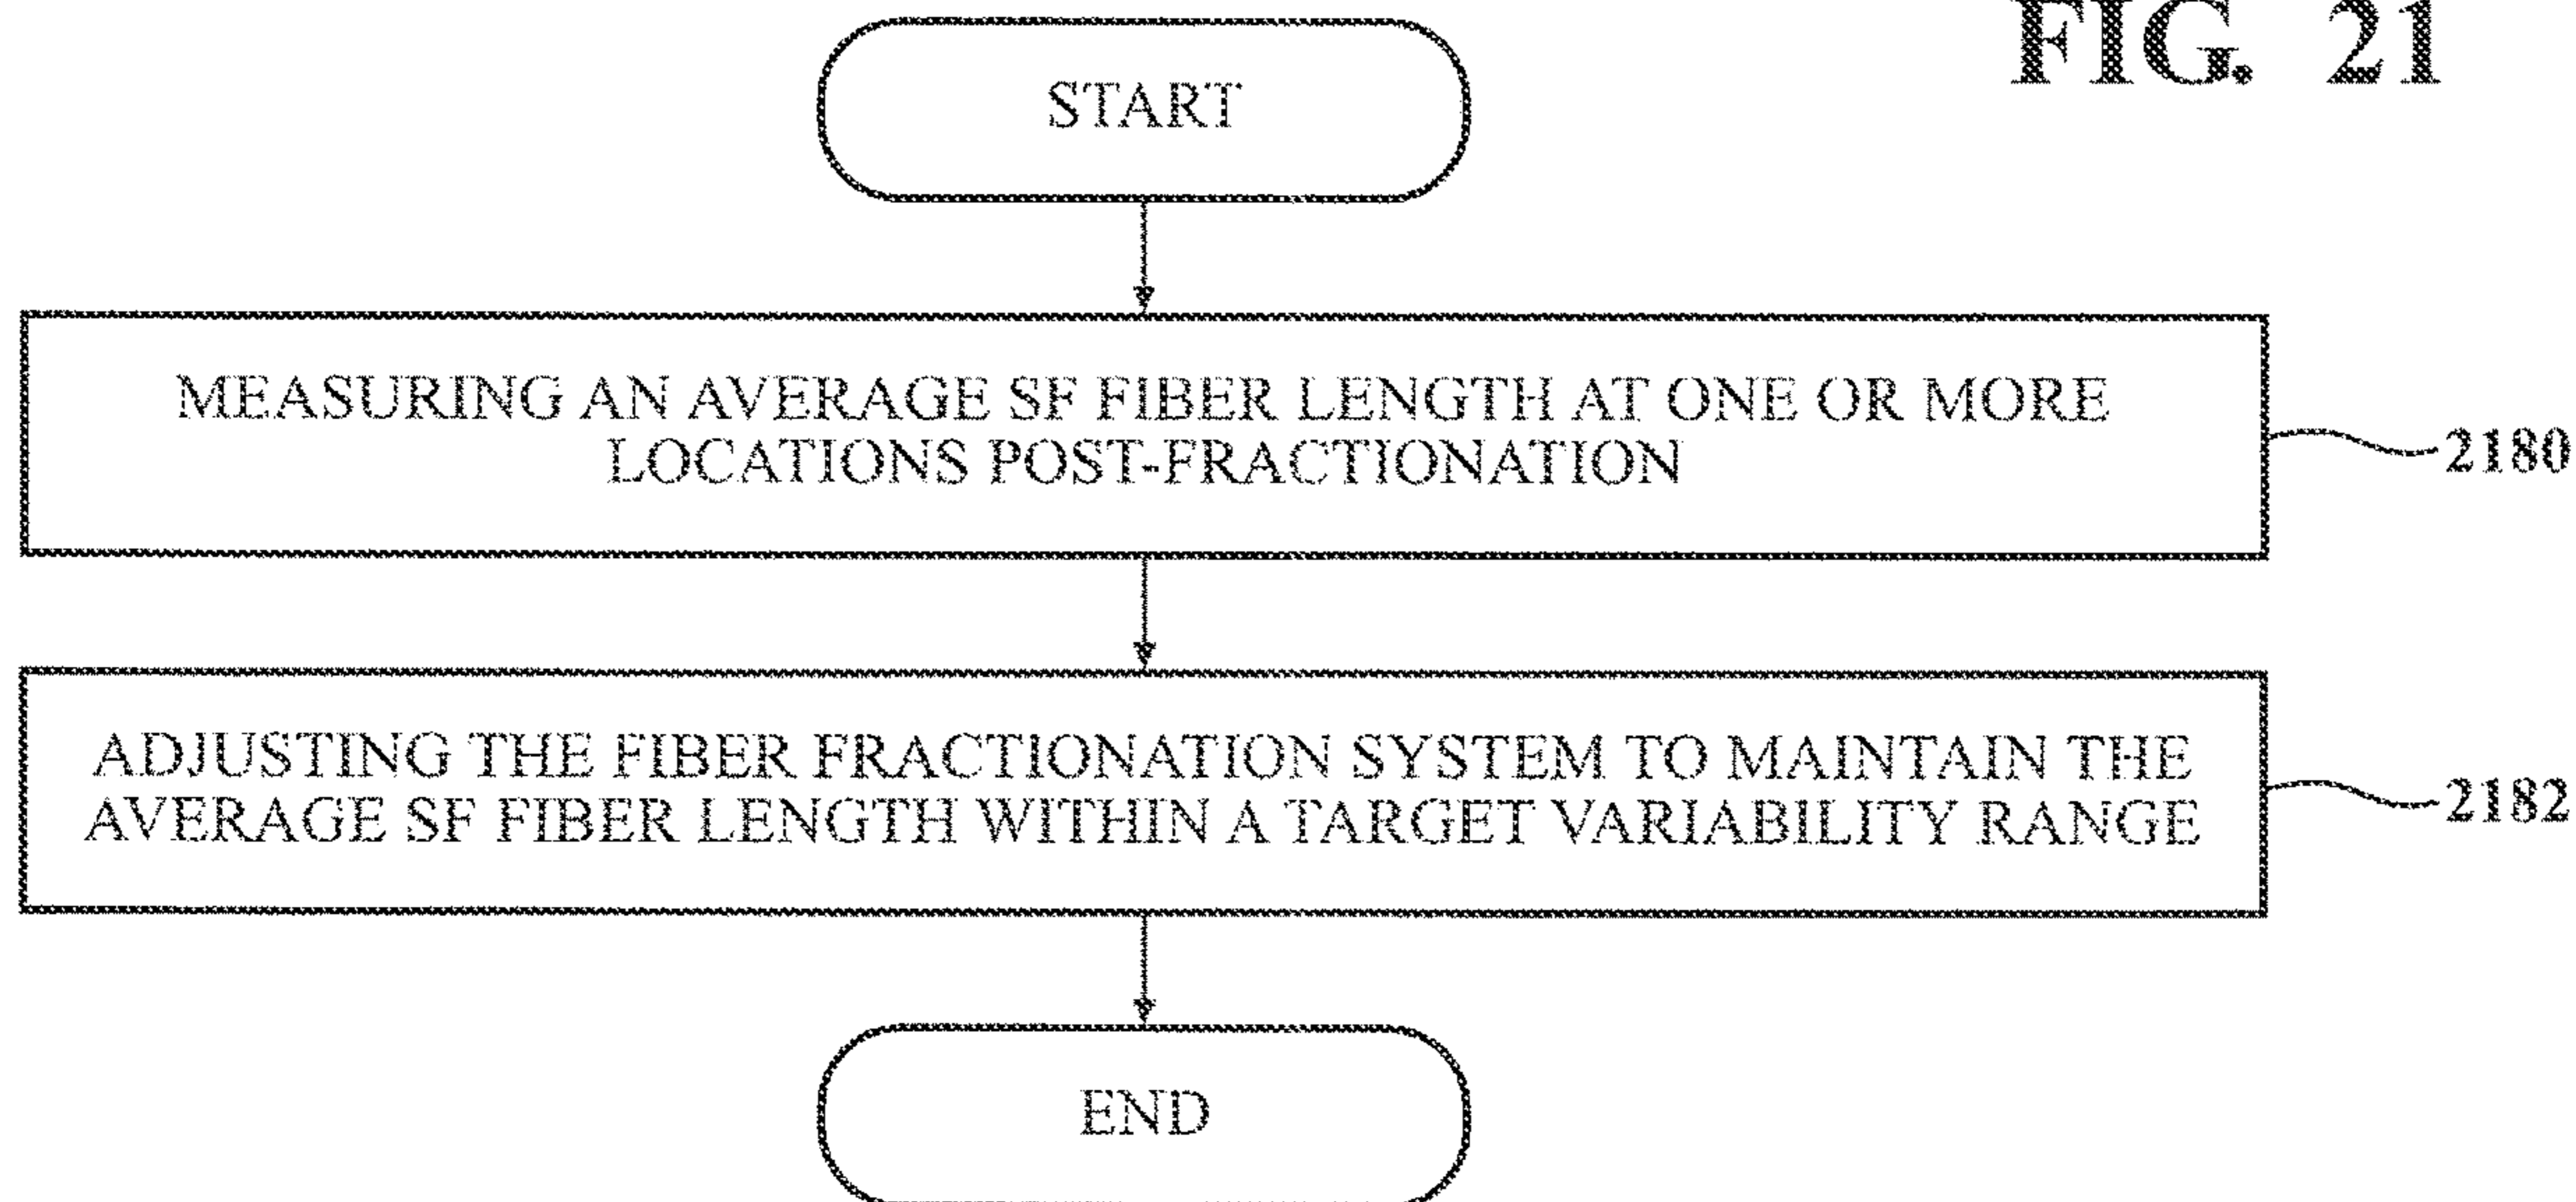 FIG. 21
START
MEASURING AN AVERAGE SF FIBER LENGTH AT ONE OR MORE
LOCATIONS POST-FRACTIONATION
2180
ADJUSTING THE FIBER FRACTIONATION SYSTEM TO MAINTAIN THE
AVERAGE SF FIBER LENGTH WITHIN A TARGET VARIABILITY RANGE
2182
END